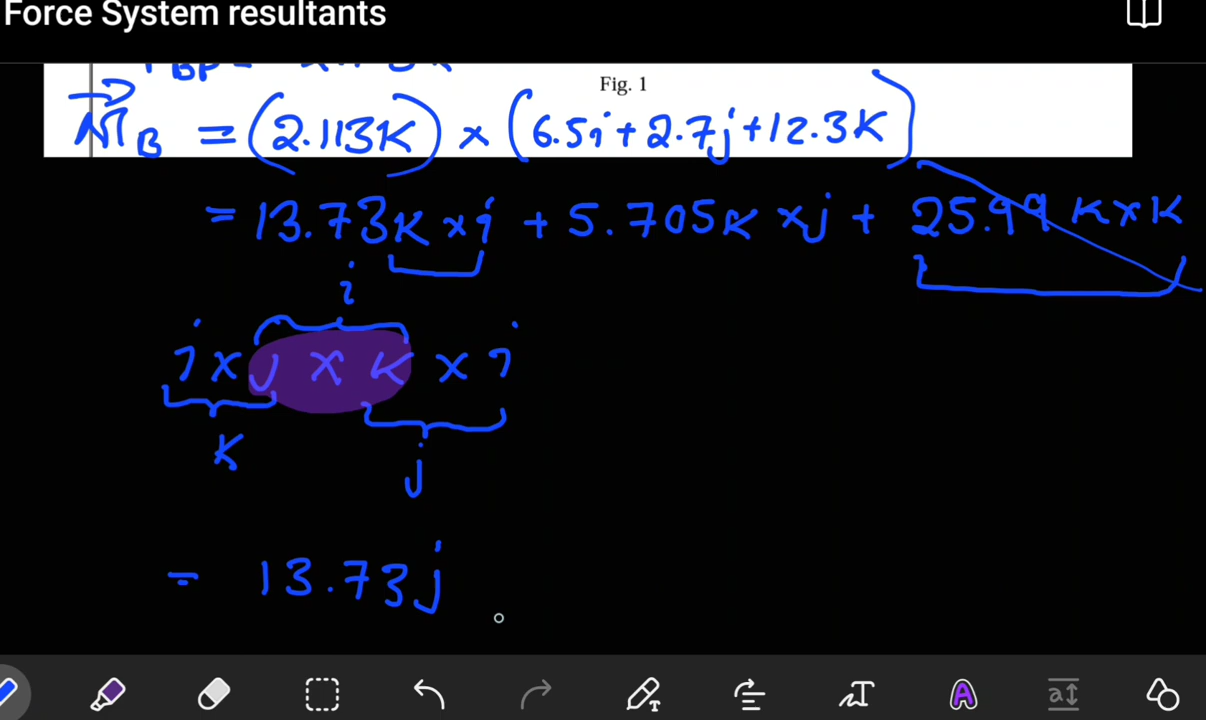 Force System resultants
Fig. 1
M B = (2.113K) × (6.5i+2.7j+12.3K)
= 13.73K × i + 5.705K × j + 25.99 K×K
i
i × j × K × i
K
j
= 13.73j